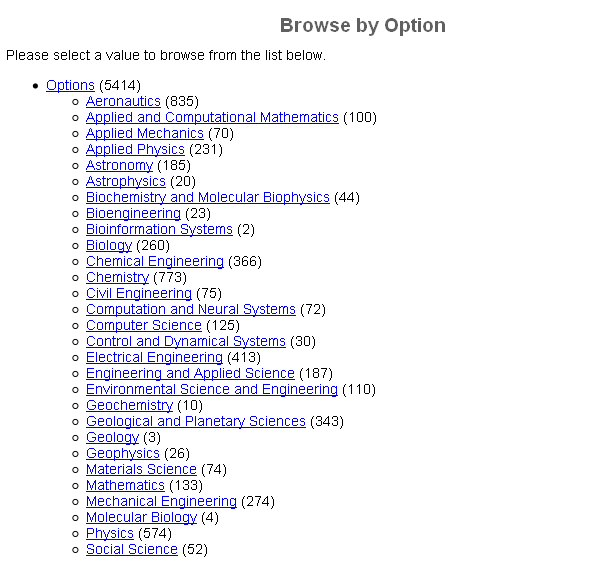 Browse by Option
Please select a value to browse from the list below.
Options (5414)
Aeronautics (835)
Applied and Computational Mathematics (100)
Applied Mechanics (70)
Applied Physics (231)
Astronomy (185)
Astrophysics (20)
Biochemistry and Molecular Biophysics (44)
Bioengineering (23)
Bioinformation Systems (2)
Biology (260)
Chemical Engineering (366)
Chemistry (773)
Civil Engineering (75)
Computation and Neural Systems (72)
Computer Science (125)
Control and Dynamical Systems (30)
Electrical Engineering (413)
Engineering and Applied Science (187)
Environmental Science and Engineering (110)
Geochemistry (10)
Geological and Planetary Sciences (343)
Geology (3)
Geophysics (26)
Materials Science (74)
Mathematics (133)
Mechanical Engineering (274)
Molecular Biology (4)
Physics (574)
Social Science (52)